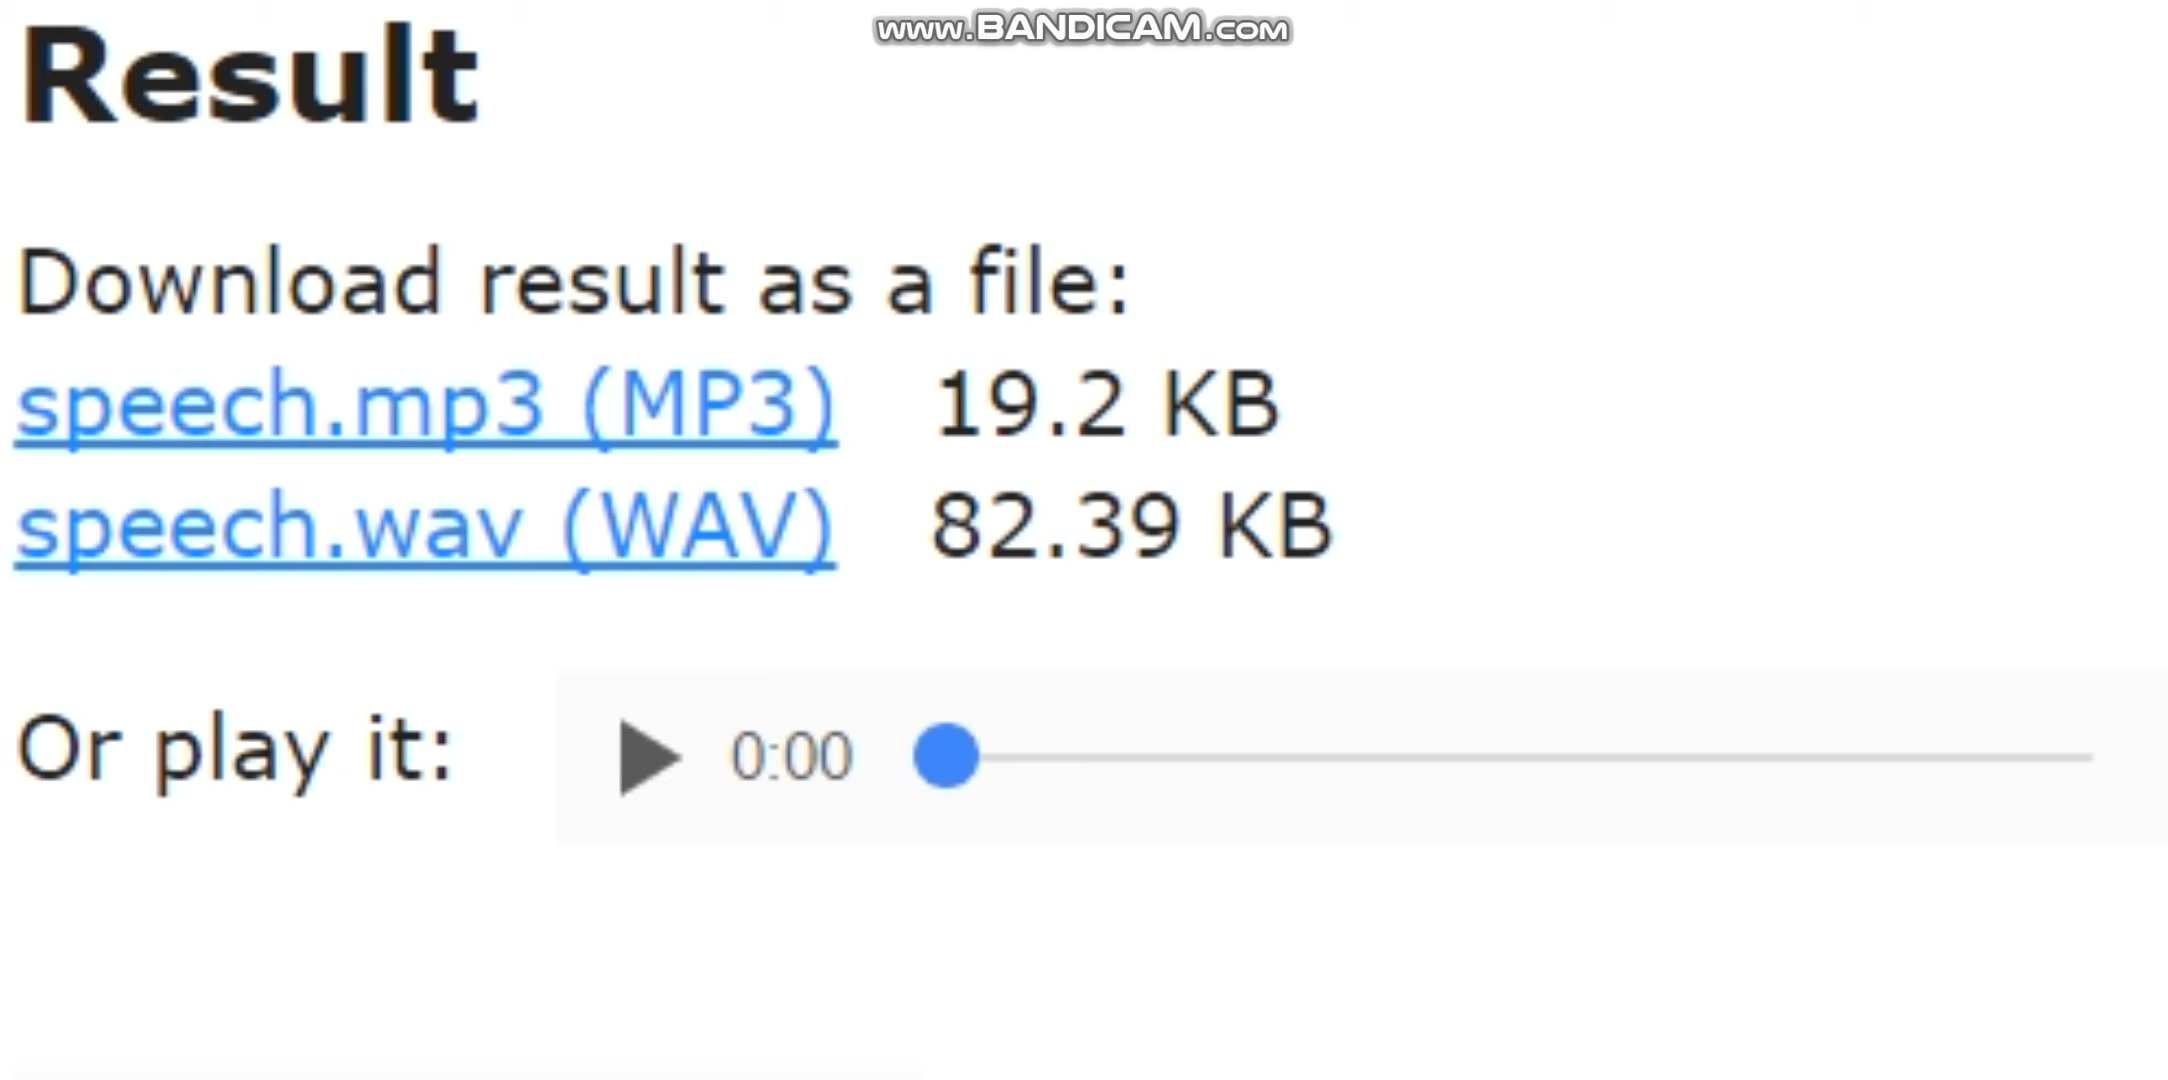 www.BANDICAM.com
Result
Download result as a file:
speech.mp3 (MP3) 19.2 KB
speech.wav (WAV) 82.39 KB
Or play it: 0:00